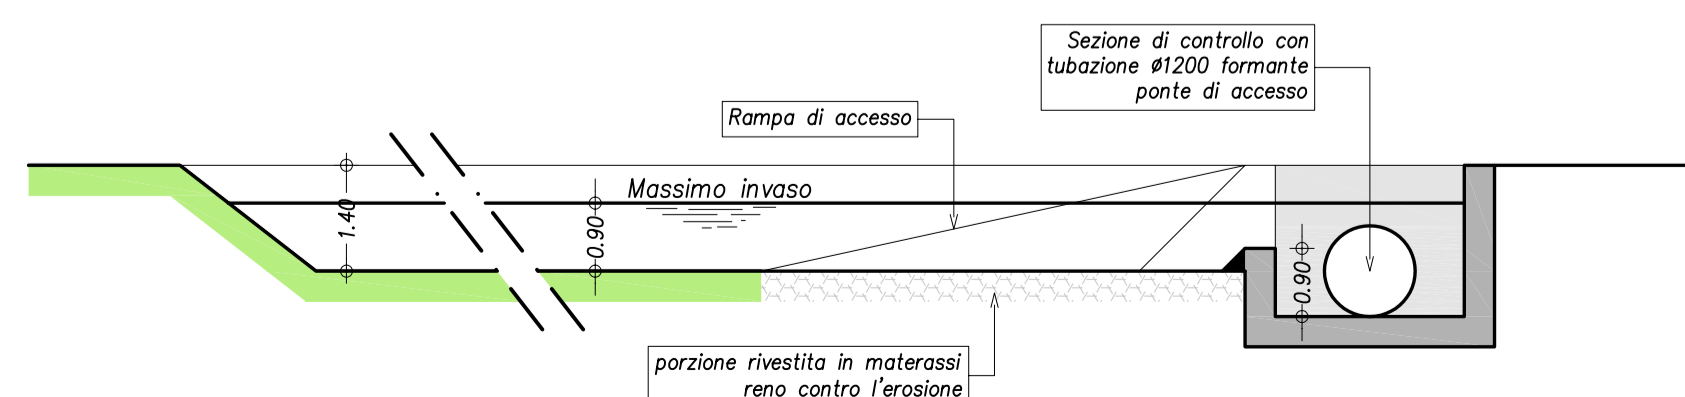 Sezione di controllo con
tubazione ø1200 formante
ponte di accesso
Rampa di accesso
Massimo invaso
1.40
0.90
0.90
porzione rivestita in materassi
reno contro l'erosione